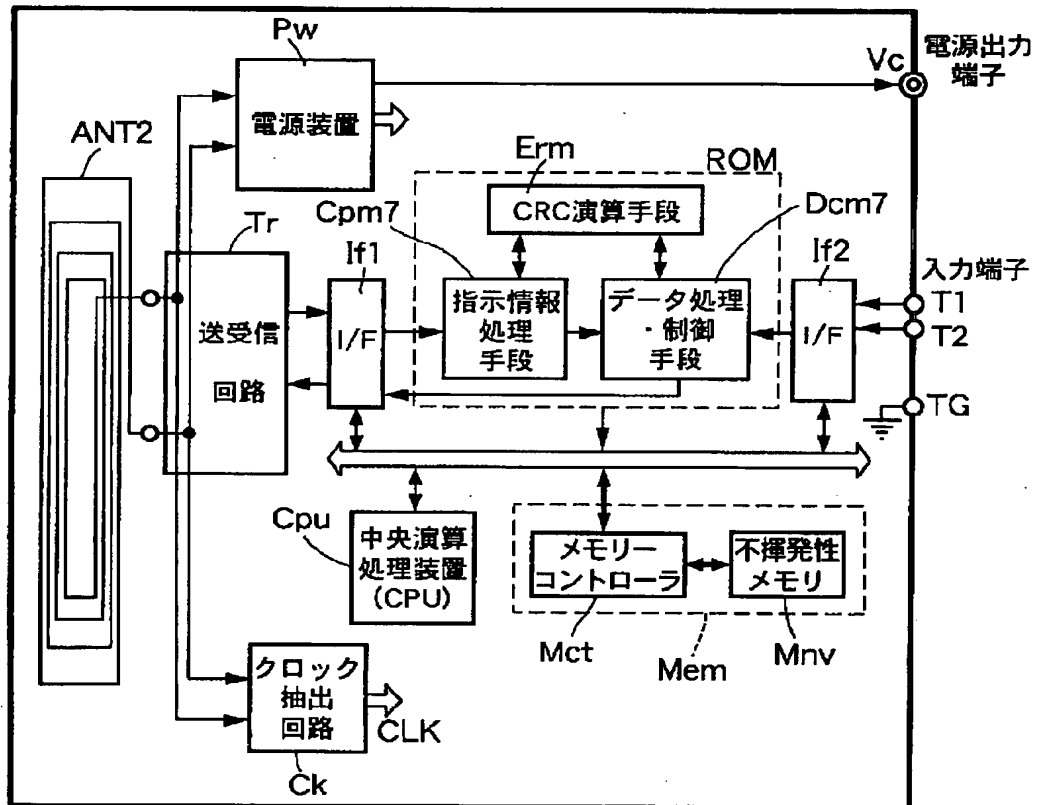 Pw
電源装置
Vc
電源出力
端子
ANT2
Erm
CRC演算手段
ROM
Cpm7
Dcm7
Tr
If1
If2
送受信
回路
I/F
指示情報
処理
手段
データ処理
・制御
手段
I/F
入力端子
T1
T2
TG
Cpu
中央演算
処理装置
(CPU)
メモリー
コントローラ
不揮発性
メモリ
Mct
Mem
Mnv
クロック
抽出
回路
CLK
Ck